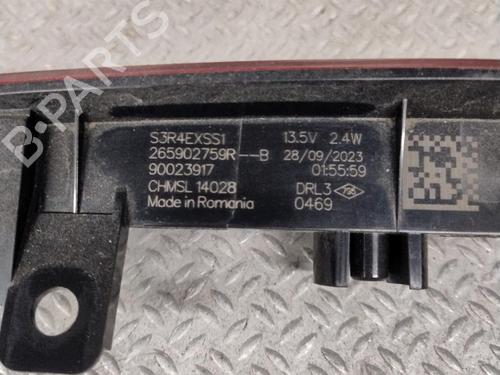 S3R4EXSS1 13.5V 2.4W
265902759R--B 28/09/2023
90023917 01:55:59
CHMSL 14028 DRL3
Made in Romania 0469